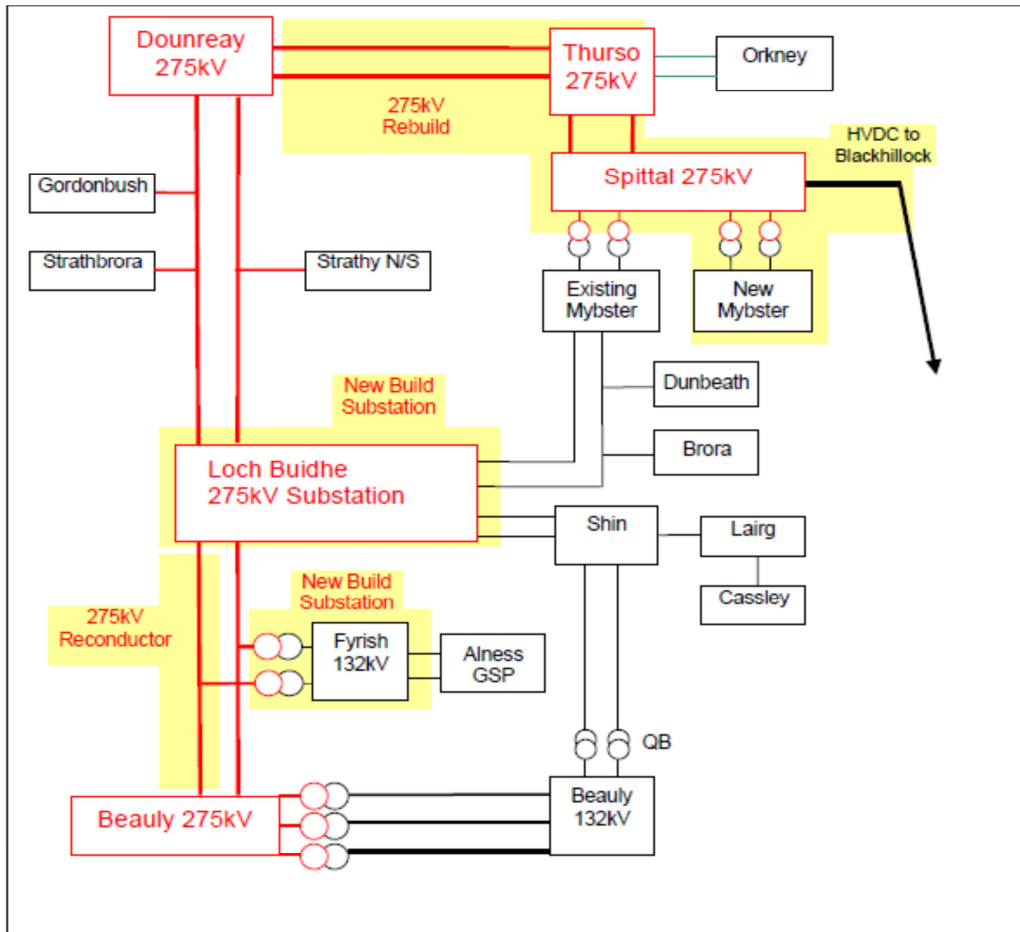 Dounreay
275kV
Thurso
275kV
Orkney
275kV
Rebuild
HVDC to
Blackhillock
Spittal 275kV
Gordonbush
Strathbrora
Strathy N/S
Existing
Mybster
New
Mybster
New Build
Substation
Dunbeath
Brora
Loch Buidhe
275kV Substation
Shin
Lairg
Cassley
New Build
Substation
275kV
Reconductor
Fyrish
132kV
Alness
GSP
QB
Beauly 275kV
Beauly
132kV